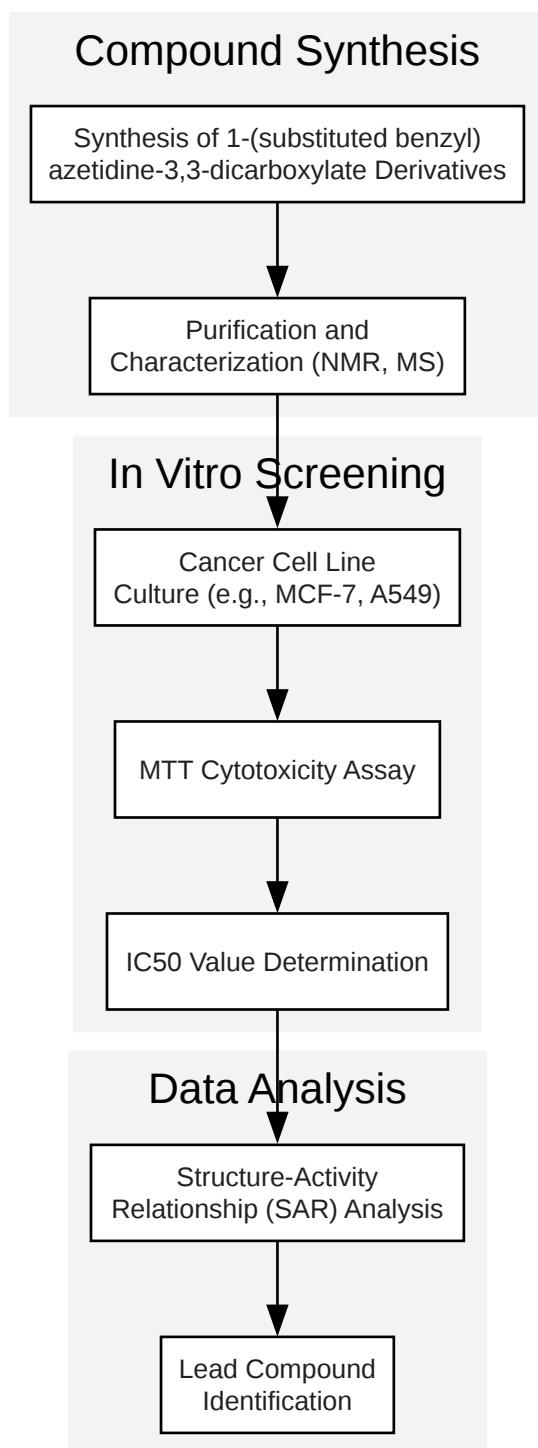 Compound Synthesis
Synthesis of 1-(substituted benzyl)
azetidine-3,3-dicarboxylate Derivatives
Purification and
Characterization (NMR, MS)
In Vitro Screening
Cancer Cell Line
Culture (e.g., MCF-7, A549)
MTT Cytotoxicity Assay
IC50 Value Determination
Data Analysis
Structure-Activity
Relationship (SAR) Analysis
Lead Compound
Identification